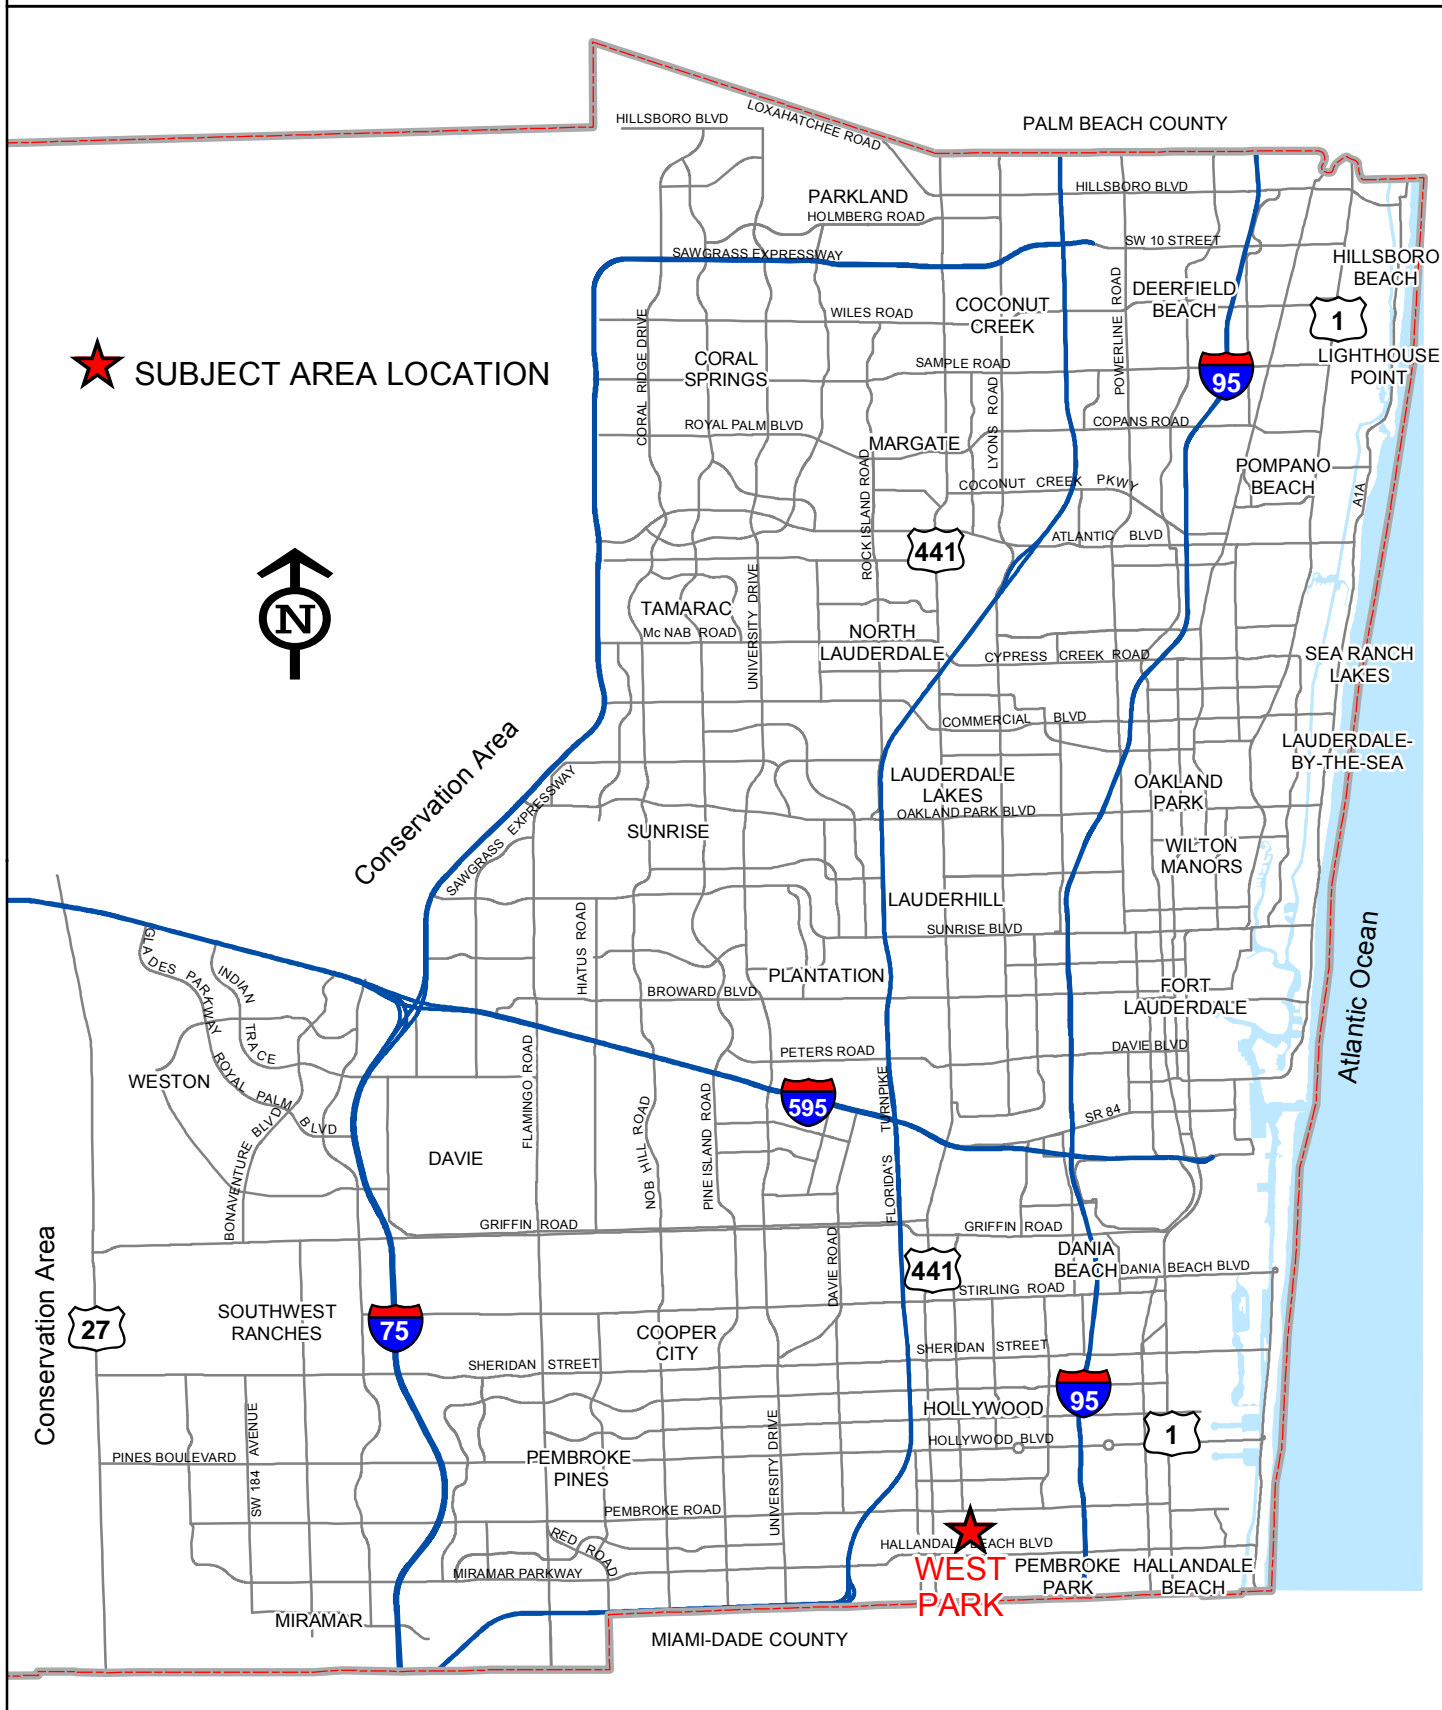 HILLSBORO BLVD
LOXAHATCHEE ROAD
PALM BEACH COUNTY
HILLSBORO BLVD
PARKLAND
HOLMBERG ROAD
SW 10 STREET
SAWGRASS EXPRESSWAY
HILLSBORO
BEACH
DEERFIELD
BEACH
POWERLINE ROAD
COCONUT
CREEK
1
WILES ROAD
CORAL RIDGE DRIVE
SUBJECT AREA LOCATION
CORAL
SPRINGS
SAMPLE ROAD
95
LIGHTHOUSE
POINT
LYONS ROAD
ROYAL PALM BLVD
COPANS ROAD
MARGATE
ROCK ISLAND ROAD
POMPANO
BEACH
A1A
COCONUT CREEK PKWY
441
ATLANTIC BLVD
N
UNIVERSITY DRIVE
TAMARAC
Mc NAB ROAD
NORTH
LAUDERDALE
CYPRESS CREEK ROAD
SEA RANCH
LAKES
COMMERCIAL BLVD
LAUDERDALE-
BY-THE-SEA
Conservation Area
SAWGRASS EXPRESSWAY
LAUDERDALE
LAKES
OAKLAND
PARK
OAKLAND PARK BLVD
SUNRISE
WILTON
MANORS
LAUDERHILL
SUNRISE BLVD
HIATUS ROAD
Atlantic Ocean
GLADES PARKWAY
INDIAN TRACE
PLANTATION
BROWARD BLVD
FORT
LAUDERDALE
PETERS ROAD
DAVIE BLVD
WESTON
ROYAL PALM BLVD
FLAMINGO ROAD
595
FLORIDA'S TURNPIKE
SR 84
BONAVENTURE BLVD
NOB HILL ROAD
PINE ISLAND ROAD
DAVIE
GRIFFIN ROAD
GRIFFIN ROAD
DAVIE ROAD
DANIA
BEACH
DANIA BEACH BLVD
441
STIRLING ROAD
Conservation Area
27
SOUTHWEST
RANCHES
75
COOPER
CITY
SHERIDAN STREET
SHERIDAN STREET
95
HOLLYWOOD
1
HOLLYWOOD BLVD
SW 184 AVENUE
UNIVERSITY DRIVE
PINES BOULEVARD
PEMBROKE
PINES
PEMBROKE ROAD
RED ROAD
HALLANDALE BEACH BLVD
MIRAMAR PARKWAY
WEST
PARK
PEMBROKE
PARK
HALLANDALE
BEACH
MIRAMAR
MIAMI-DADE COUNTY